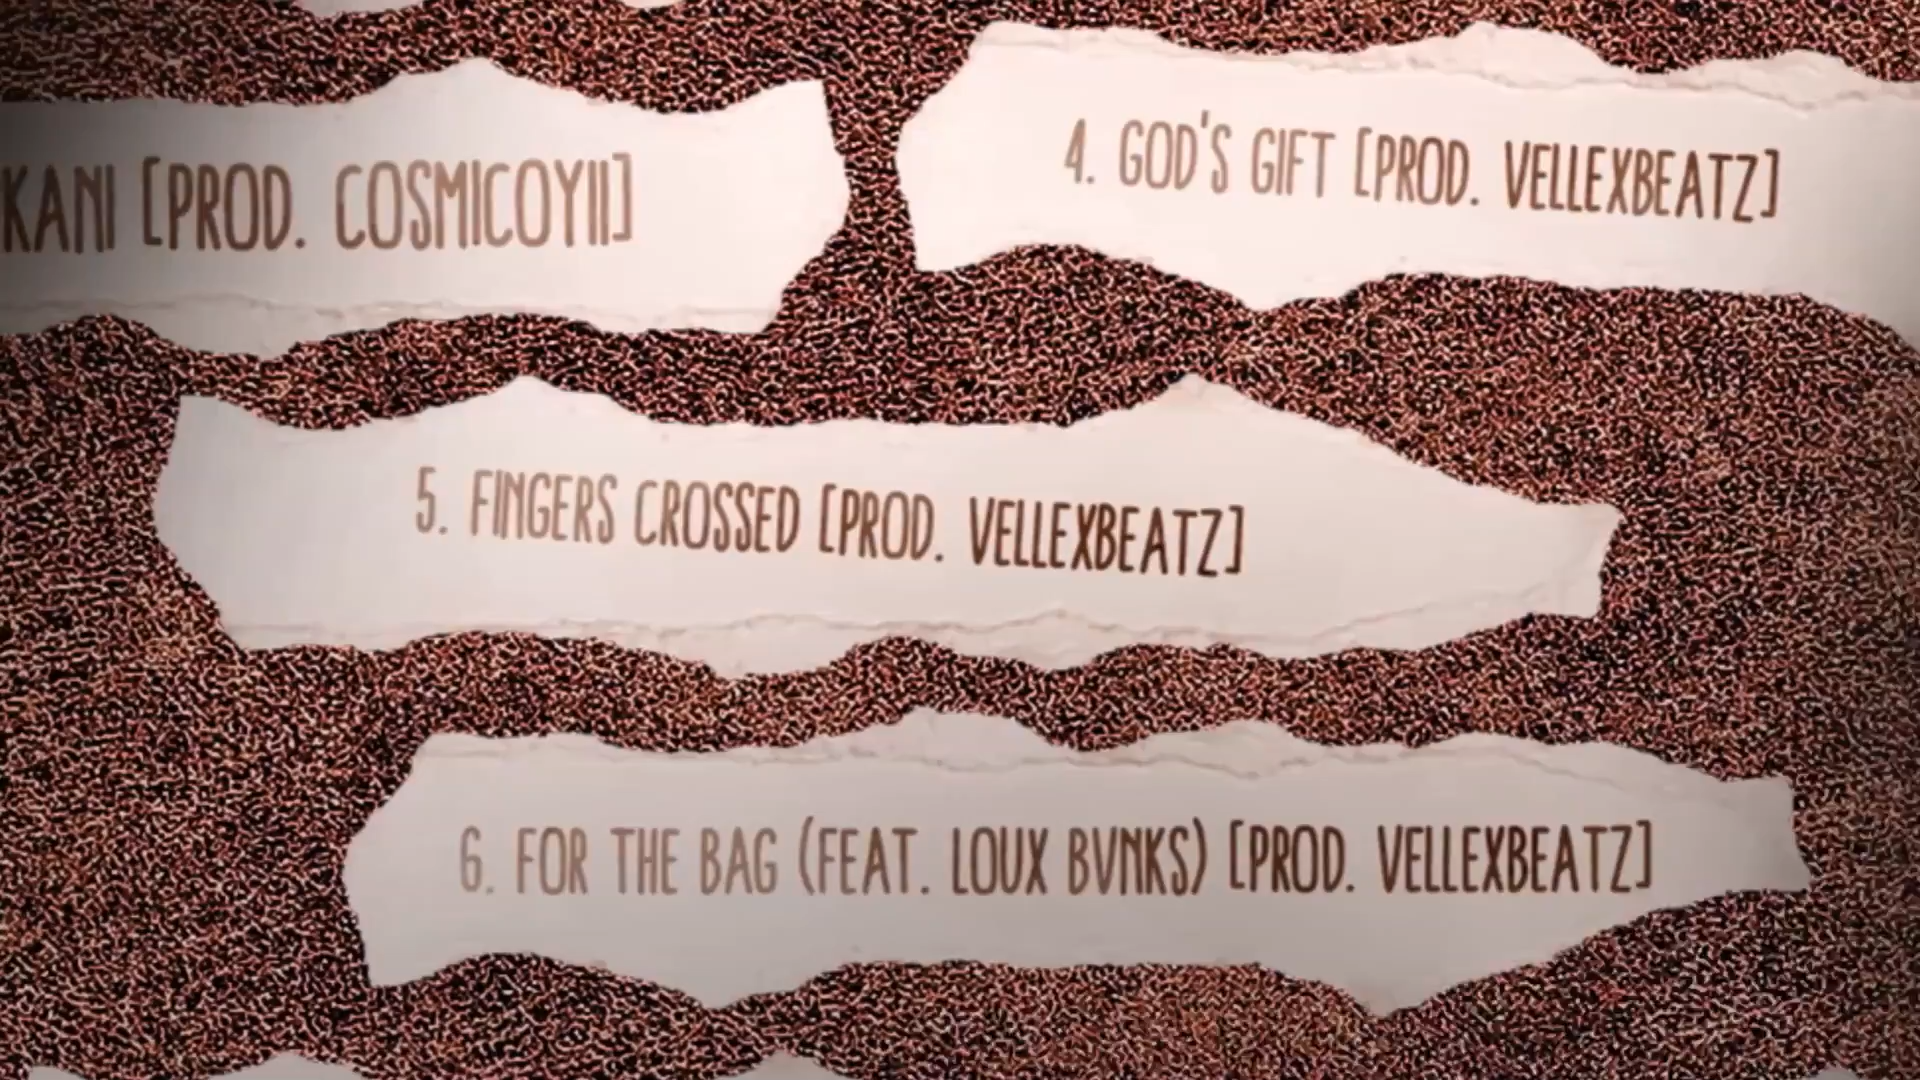 KANI [PROD. COSMICOYII]
4. GOD'S GIFT [PROD. VELLEXBEATZ]
5. FINGERS CROSSED [PROD. VELLEXBEATZ]
6. FOR THE BAG (FEAT. LOUX BVNKS) [PROD. VELLEXBEATZ]